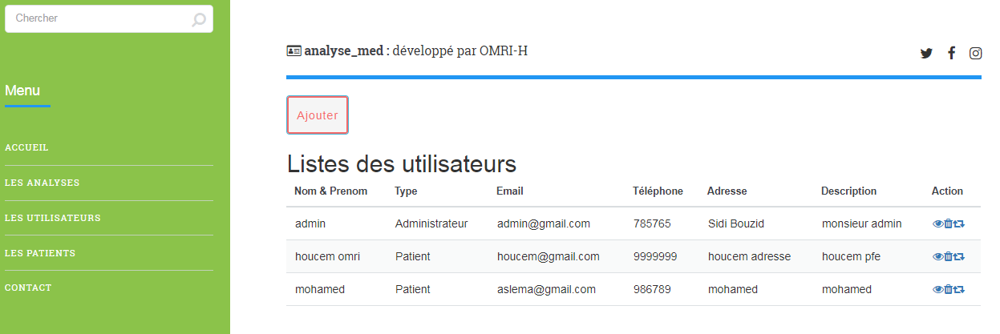 Chercher
Menu
ACCUEIL
LES ANALYSES
LES UTILISATEURS
LES PATIENTS
CONTACT
analyse_med : développé par OMRI-H
Ajouter
Listes des utilisateurs
Nom & Prenom Type Email Téléphone Adresse Description Action
admin Administrateur admin@gmail.com 785765 Sidi Bouzid monsieur admin
houcem omri Patient houcem@gmail.com 9999999 houcem adresse houcem pfe
mohamed Patient aslema@gmail.com 986789 mohamed mohamed